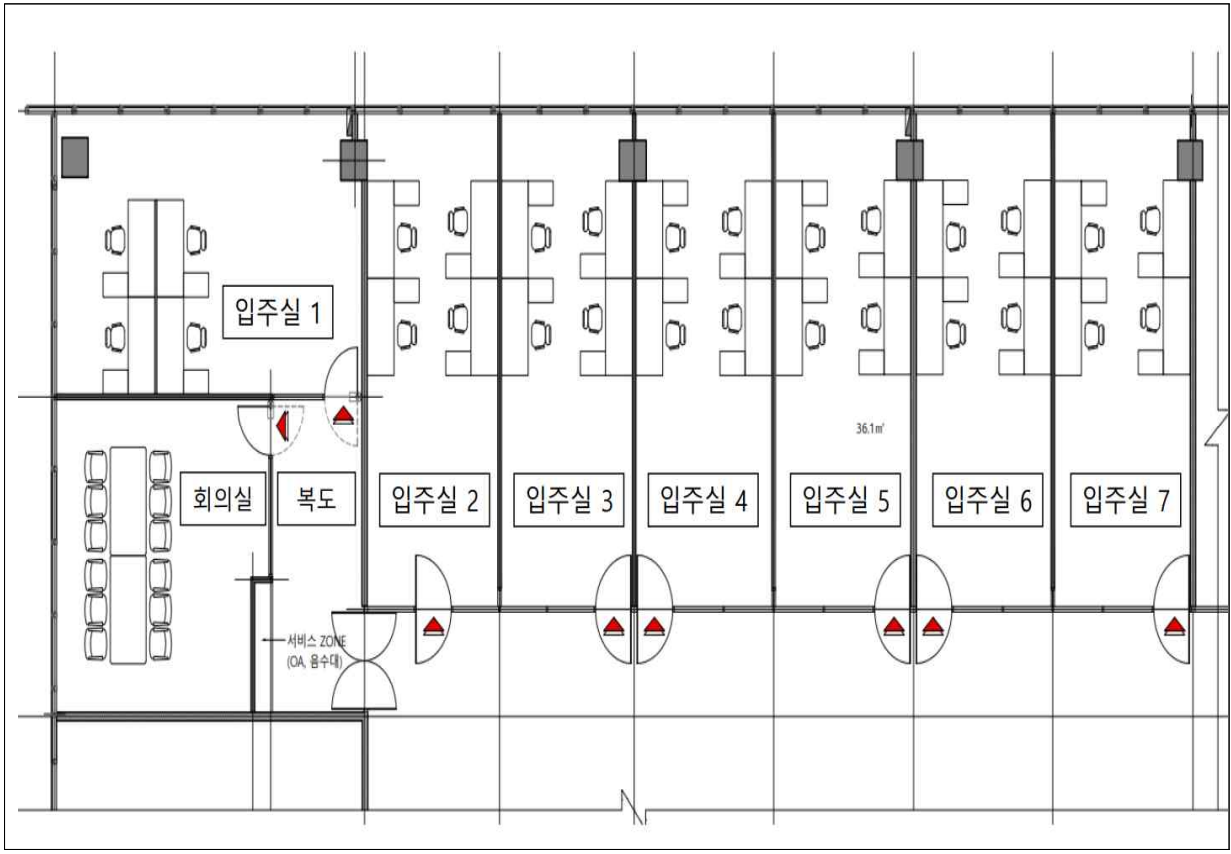 입주실 1
36.1㎡
회의실
복도
입주실 2
입주실 3
입주실 4
입주실 5
입주실 6
입주실 7
서비스 ZONE
(OA, 음수대)